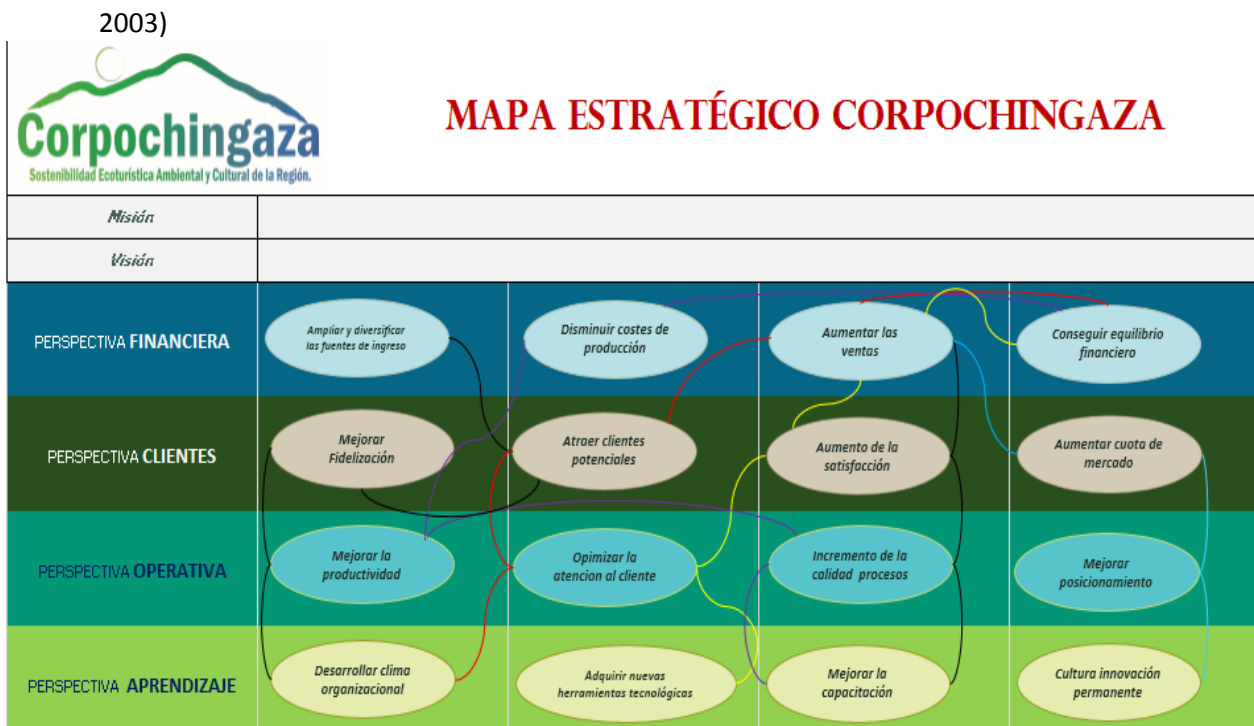 2003)
Corpochingaza
Sostenibilidad Ecoturística Ambiental y Cultural de la Región.
MAPA ESTRATÉGICO CORPOCHINGAZA
Misión
Visión
PERSPECTIVA FINANCIERA
Ampliar y diversificar
las fuentes de ingreso
Disminuir costes de
producción
Aumentar las
ventas
Conseguir equilibrio
financiero
PERSPECTIVA CLIENTES
Mejorar
Fidelización
Atraer clientes
potenciales
Aumento de la
satisfacción
Aumentar cuota de
mercado
PERSPECTIVA OPERATIVA
Mejorar la
productividad
Opimizar la
atencion al cliente
Incremento de la
calidad procesos
Mejorar
posicionamiento
PERSPECTIVA APRENDIZAJE
Desarrollar clima
organizacional
Adquirir nuevas
herramientas tecnológicas
Mejorar la
capacitación
Cultura innovación
permanente